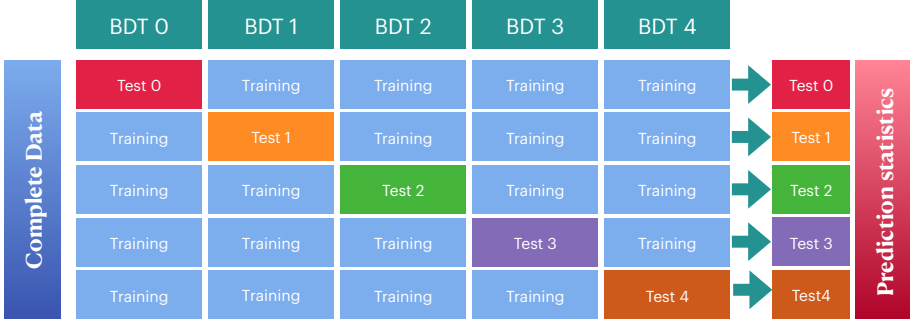 BDT 0 BDT 1 BDT 2 BDT 3 BDT 4
Complete Data
Test 0 Training Training Training Training Test 0
Training Test 1 Training Training Training Test 1
Training Training Test 2 Training Training Test 2
Training Training Training Test 3 Training Test 3
Training Training Training Training Test 4 Test4
Prediction statistics